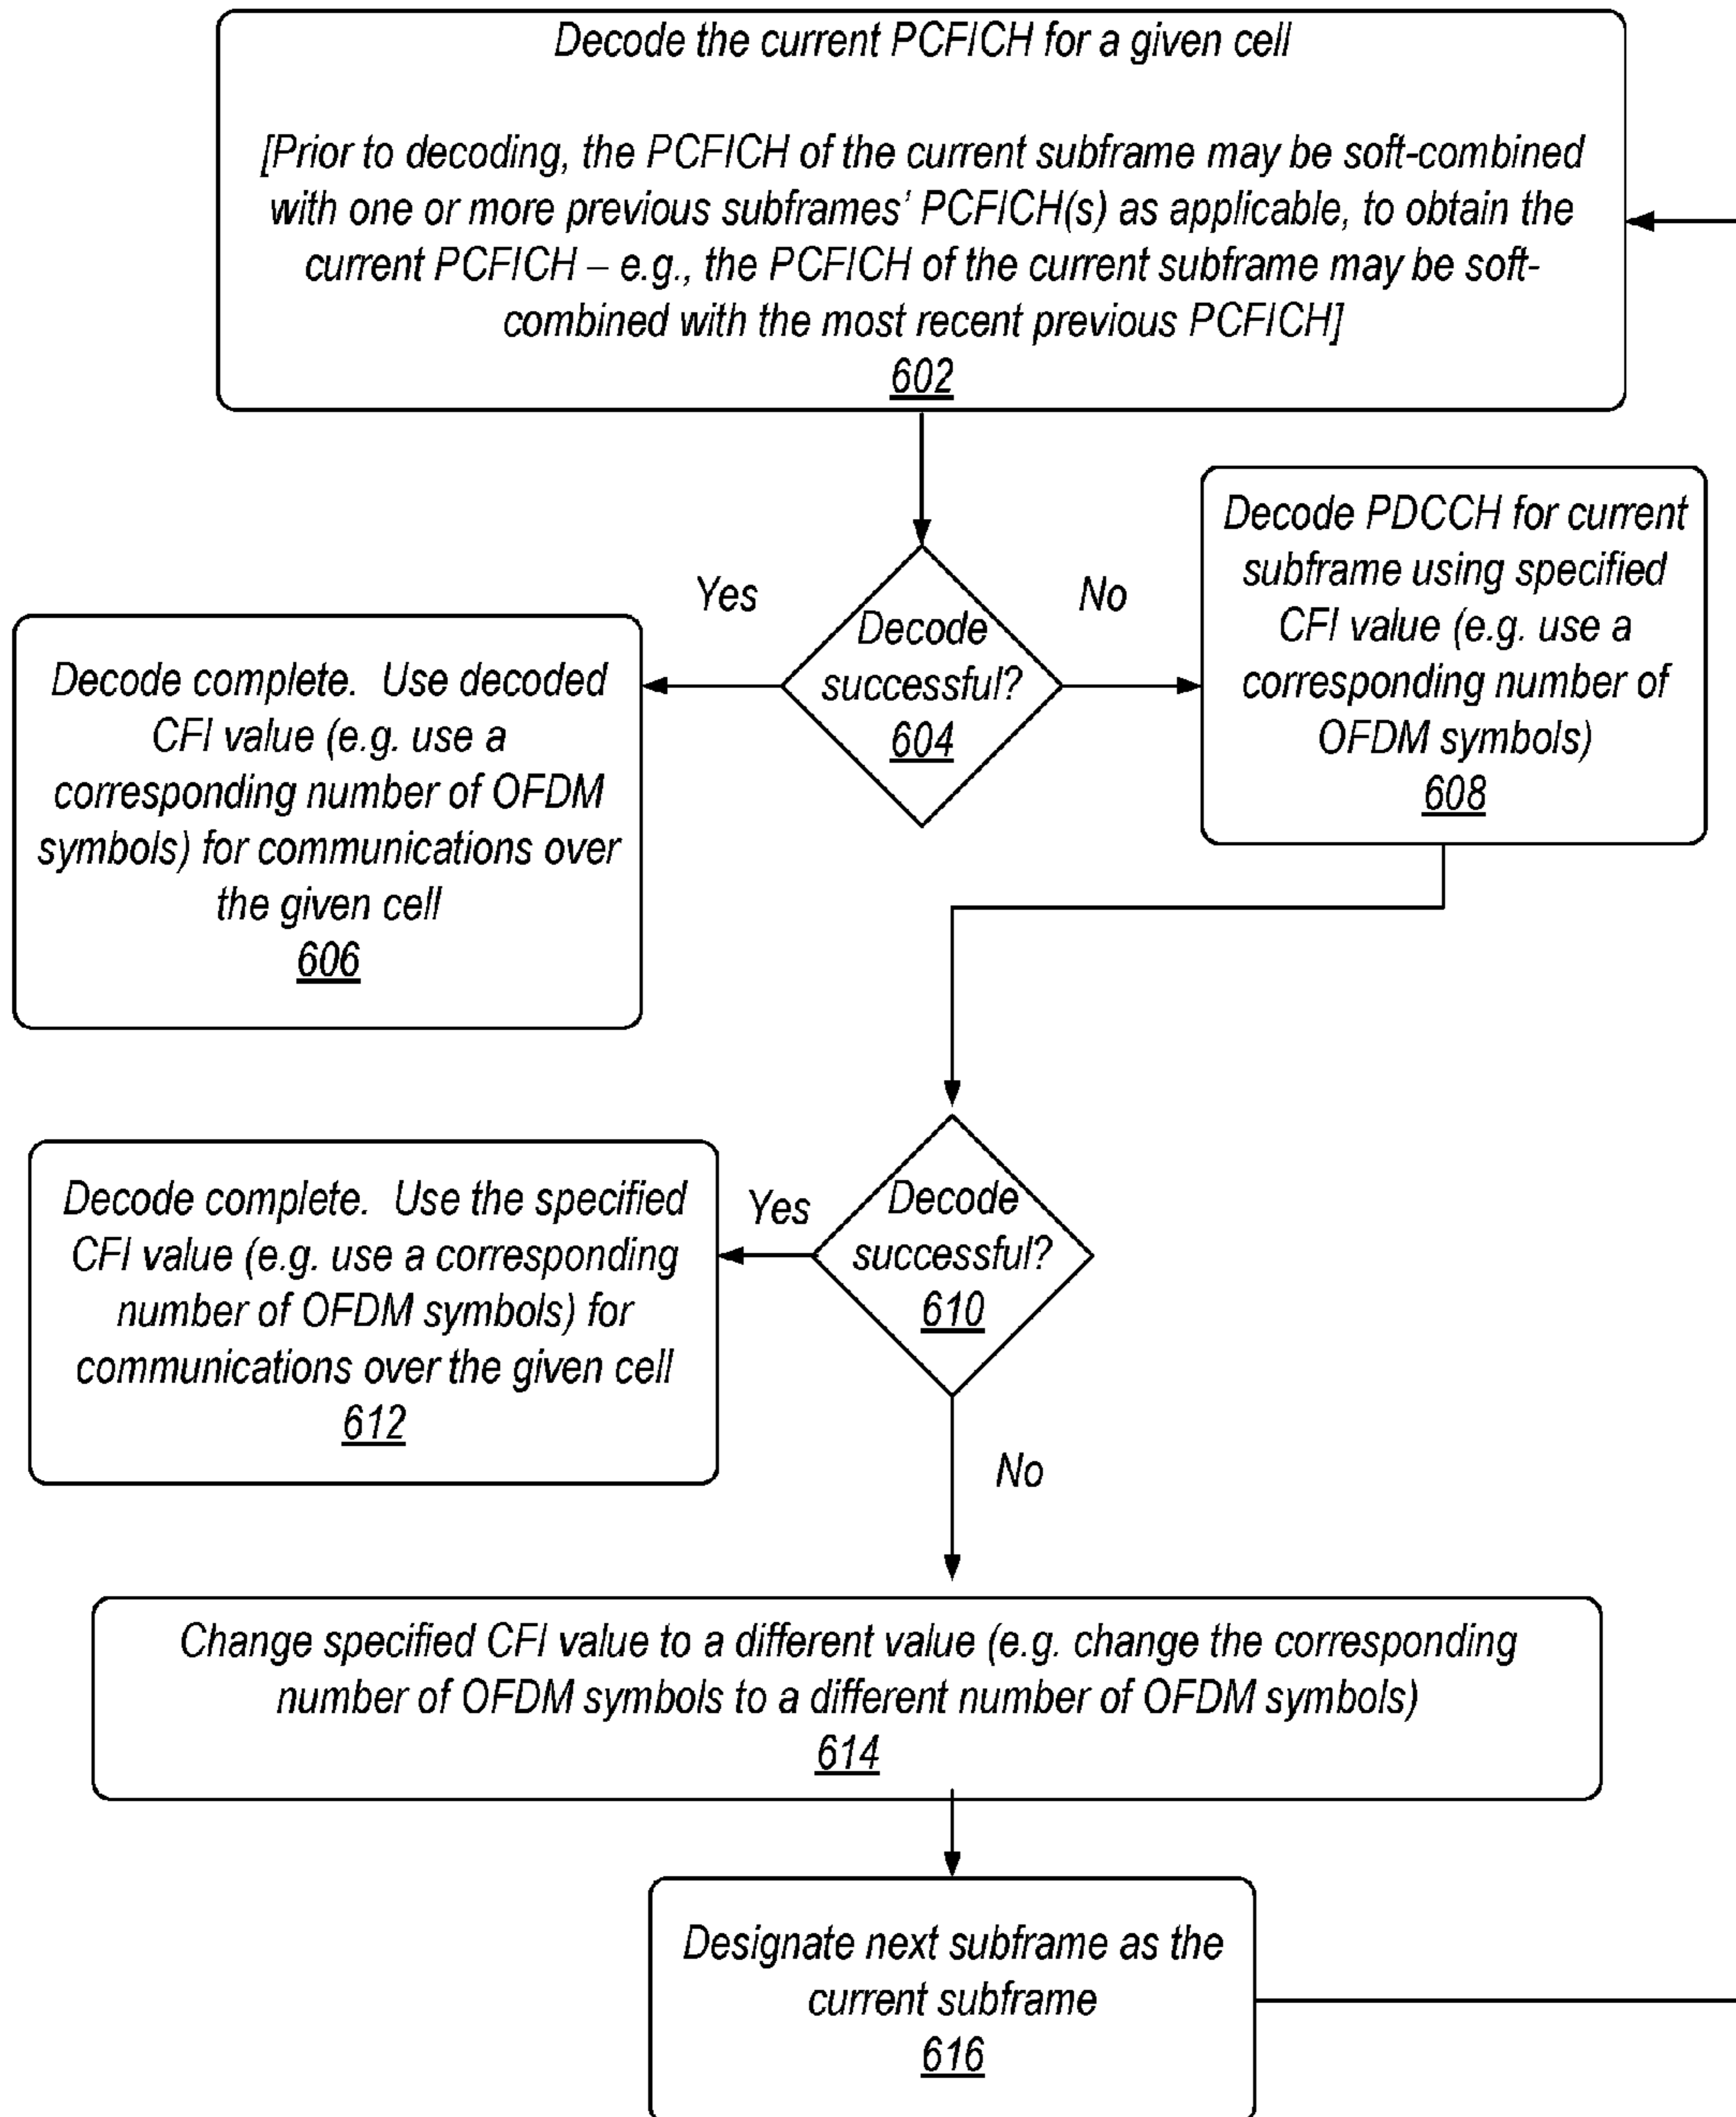 Decode the current PCFICH for a given cell
[Prior to decoding, the PCFICH of the current subframe may be soft-combined
with one or more previous subframes' PCFICH(s) as applicable, to obtain the
current PCFICH – e.g., the PCFICH of the current subframe may be soft-
combined with the most recent previous PCFICH]
602
Decode PDCCH for current
subframe using specified
CFI value (e.g. use a
corresponding number of
OFDM symbols)
608
Yes
No
Decode
successful?
604
Decode complete.  Use decoded
CFI value (e.g. use a
corresponding number of OFDM
symbols) for communications over
the given cell
606
Decode complete.  Use the specified
CFI value (e.g. use a corresponding
number of OFDM symbols) for
communications over the given cell
612
Yes
Decode
successful?
610
No
Change specified CFI value to a different value (e.g. change the corresponding
number of OFDM symbols to a different number of OFDM symbols)
614
Designate next subframe as the
current subframe
616